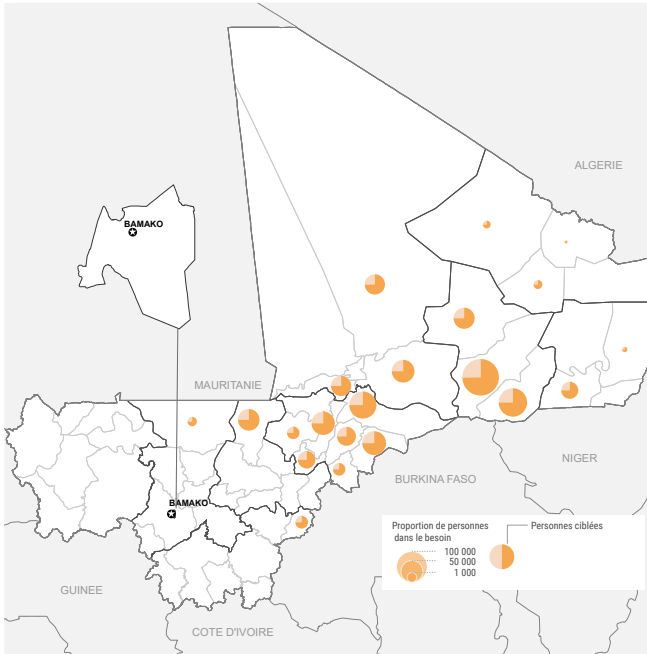 ALGERIE
BAMAKO
MAURITANIE
BURKINA FASO
NIGER
BAMAKO
Proportion de personnes
dans le besoin
100 000
50 000
1 000
Personnes ciblées
GUINEE
COTE D'IVOIRE